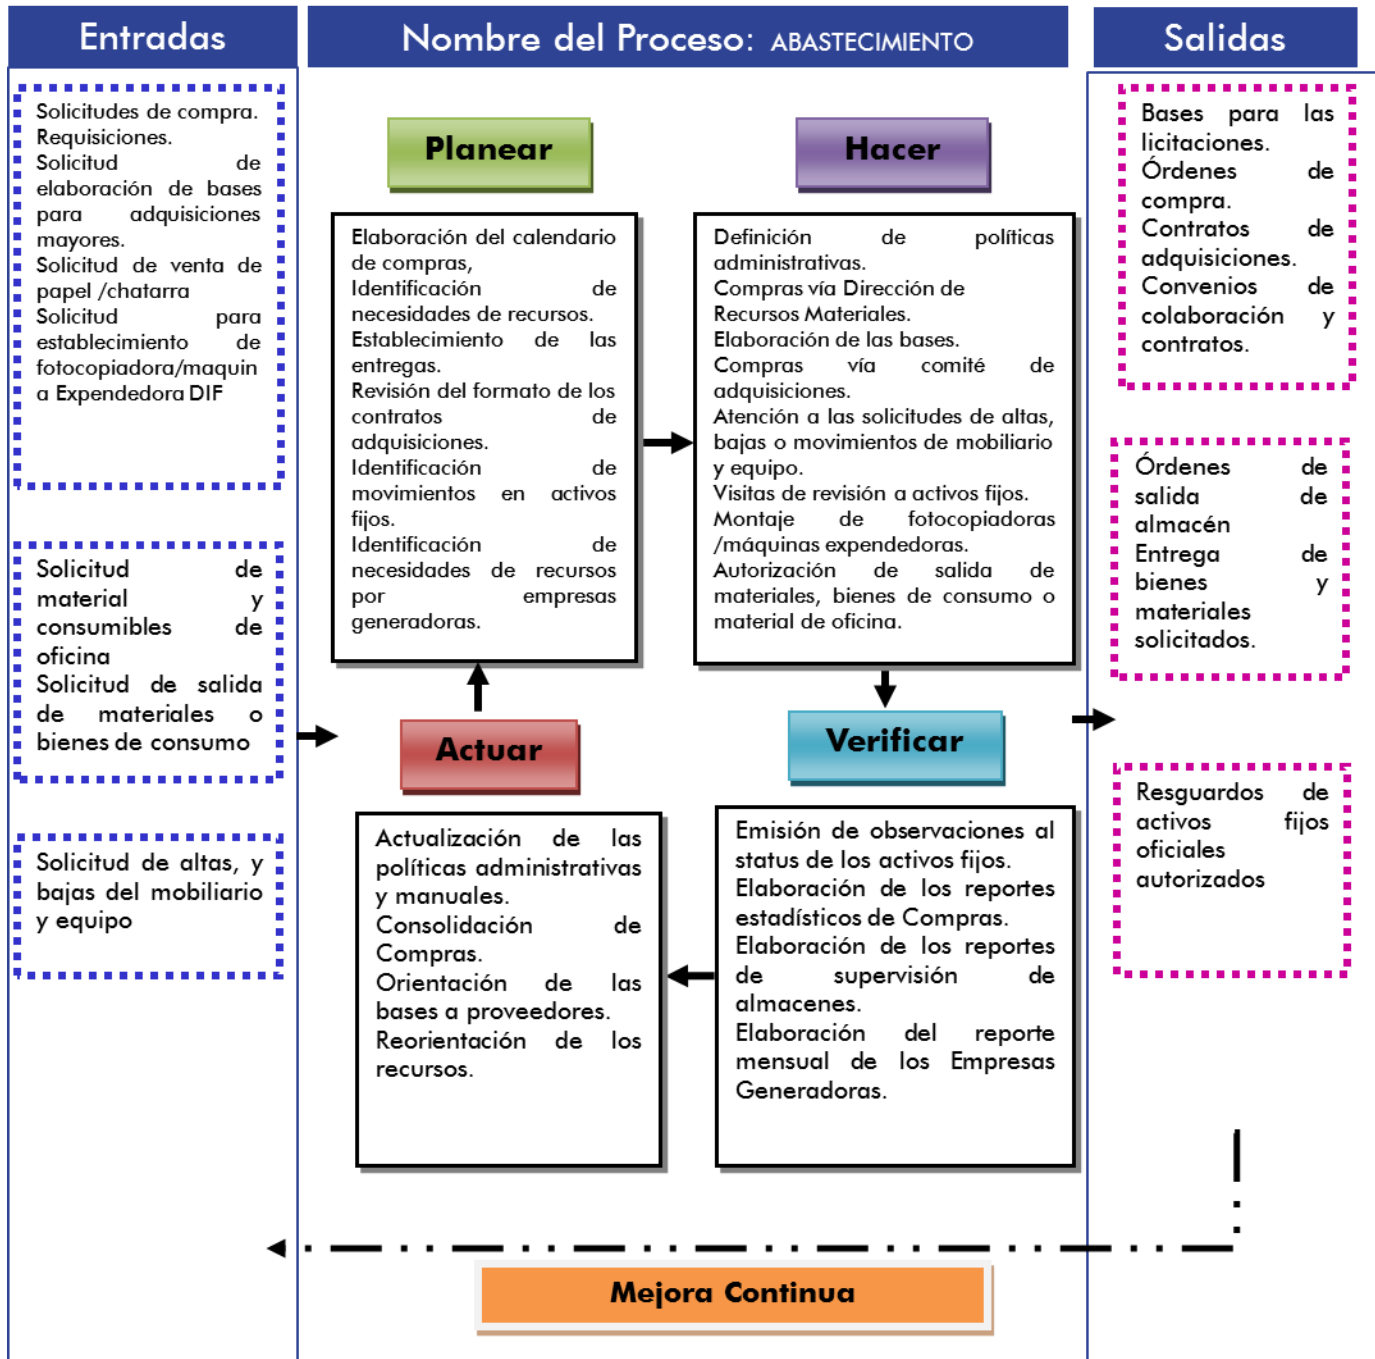 Entradas
Nombre del Proceso: ABASTECIMIENTO
Salidas
Solicitudes de compra.
Requisiciones.
Solicitud de
elaboración de bases
para adquisiciones
mayores.
Solicitud de venta de
papel /chatarra
Solicitud para
establecimiento de
fotocopiadora/maquin
a Expendedora DIF
Solicitud de
material y
consumibles de
oficina
Solicitud de salida
de materiales o
bienes de consumo
Solicitud de altas, y
bajas del mobiliario
y equipo
Planear
Elaboración del calendario
de compras,
Identificación de
necesidades de recursos.
Establecimiento de las
entregas.
Revisión del formato de los
contratos de
adquisiciones.
Identificación de
movimientos en activos
fijos.
Identificación de
necesidades de recursos
por empresas
generadoras.
Hacer
Definición de políticas
administrativas.
Compras vía Dirección de
Recursos Materiales.
Elaboración de las bases.
Compras vía comité de
adquisiciones.
Atención a las solicitudes de altas,
bajas o movimientos de mobiliario
y equipo.
Visitas de revisión a activos fijos.
Montaje de fotocopiadoras
/máquinas expendedoras.
Autorización de salida de
materiales, bienes de consumo o
material de oficina.
Actuar
Actualización de las
políticas administrativas
y manuales.
Consolidación de
Compras.
Orientación de las
bases a proveedores.
Reorientación de los
recursos.
Verificar
Emisión de observaciones al
status de los activos fijos.
Elaboración de los reportes
estadísticos de Compras.
Elaboración de los reportes
de supervisión de
almacenes.
Elaboración del reporte
mensual de los Empresas
Generadoras.
Bases para las
licitaciones.
Órdenes de
compra.
Contratos de
adquisiciones.
Convenios de
colaboración y
contratos.
Órdenes de
salida de
almacén
Entrega de
bienes y
materiales
solicitados.
Resguardos de
activos fijos
oficiales
autorizados
Mejora Continua